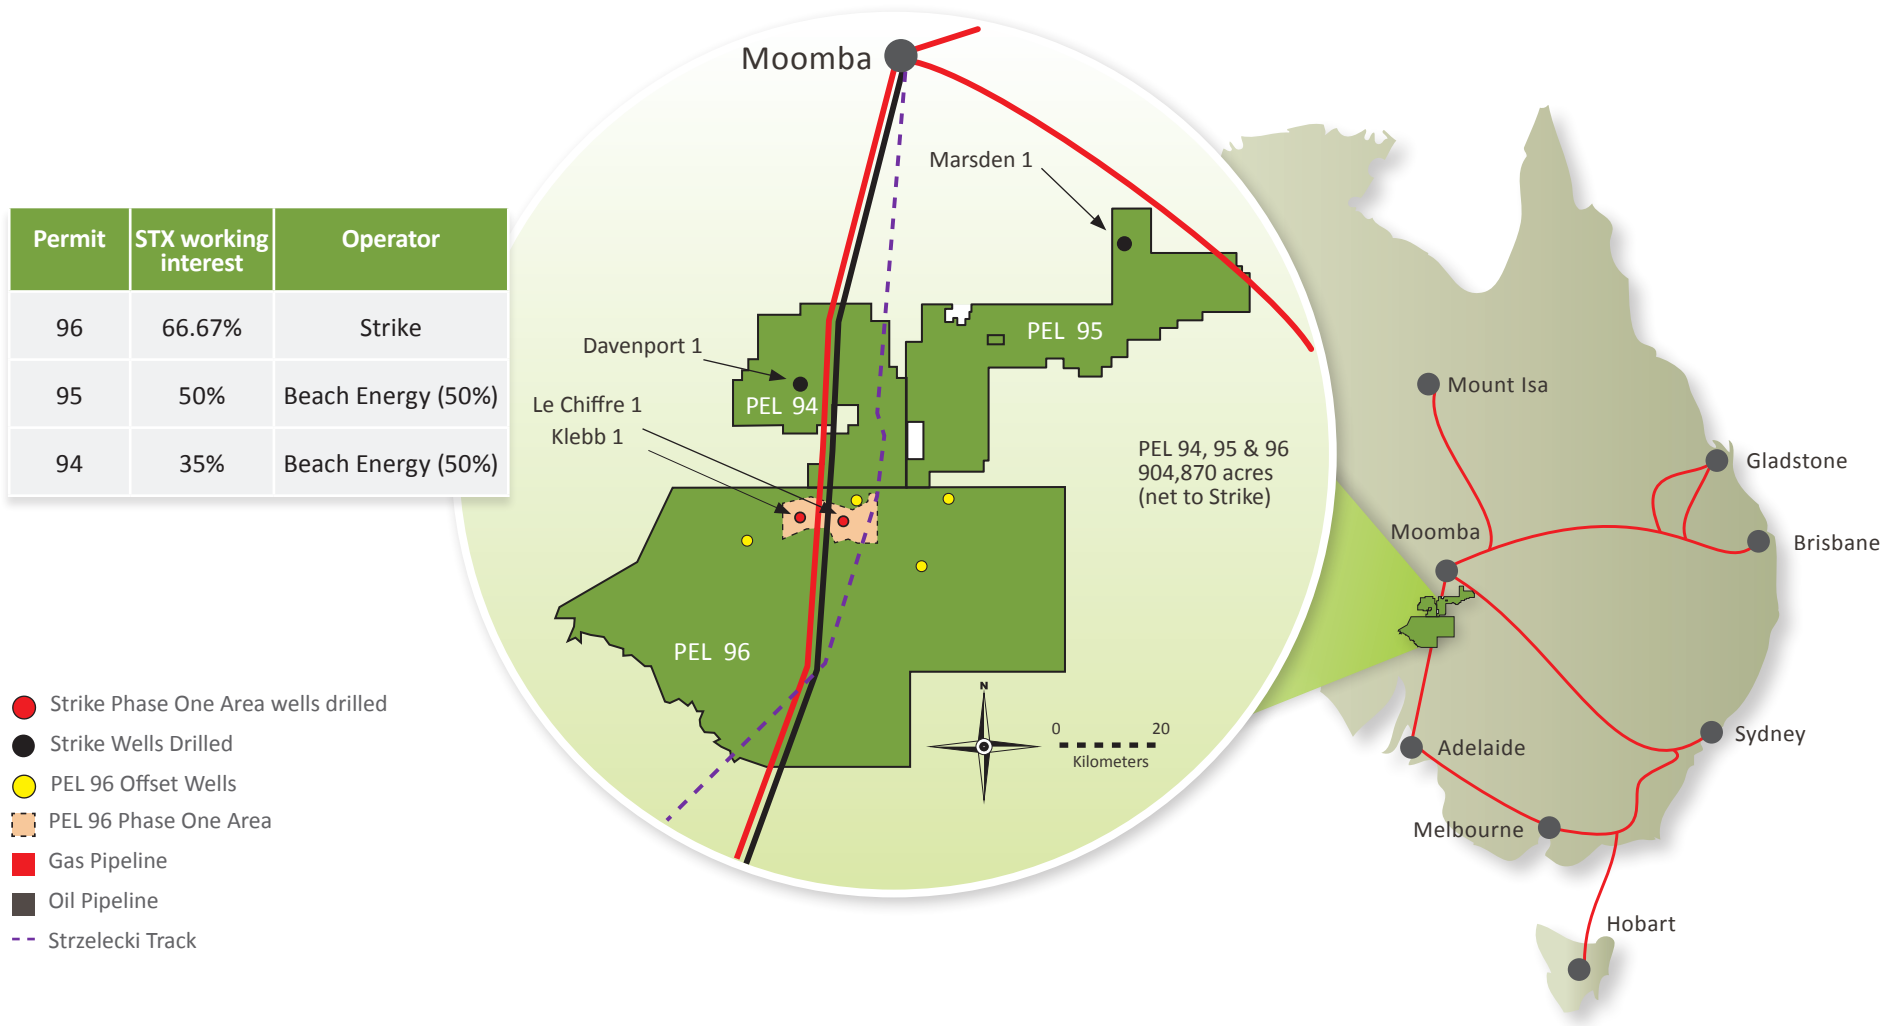 Permit
STX working
interest
Operator
96
66.67%
Strike
95
50%
Beach Energy (50%)
94
35%
Beach Energy (50%)
Moomba
Marsden 1
PEL 95
Davenport 1
PEL 94
Le Chiffre 1
Klebb 1
PEL 94, 95 & 96
904,870 acres
(net to Strike)
PEL 96
N
0
20
Kilometers
Strike Phase One Area wells drilled
Strike Wells Drilled
PEL 96 Offset Wells
PEL 96 Phase One Area
Gas Pipeline
Oil Pipeline
Strzelecki Track
Mount Isa
Gladstone
Moomba
Brisbane
Sydney
Adelaide
Melbourne
Hobart